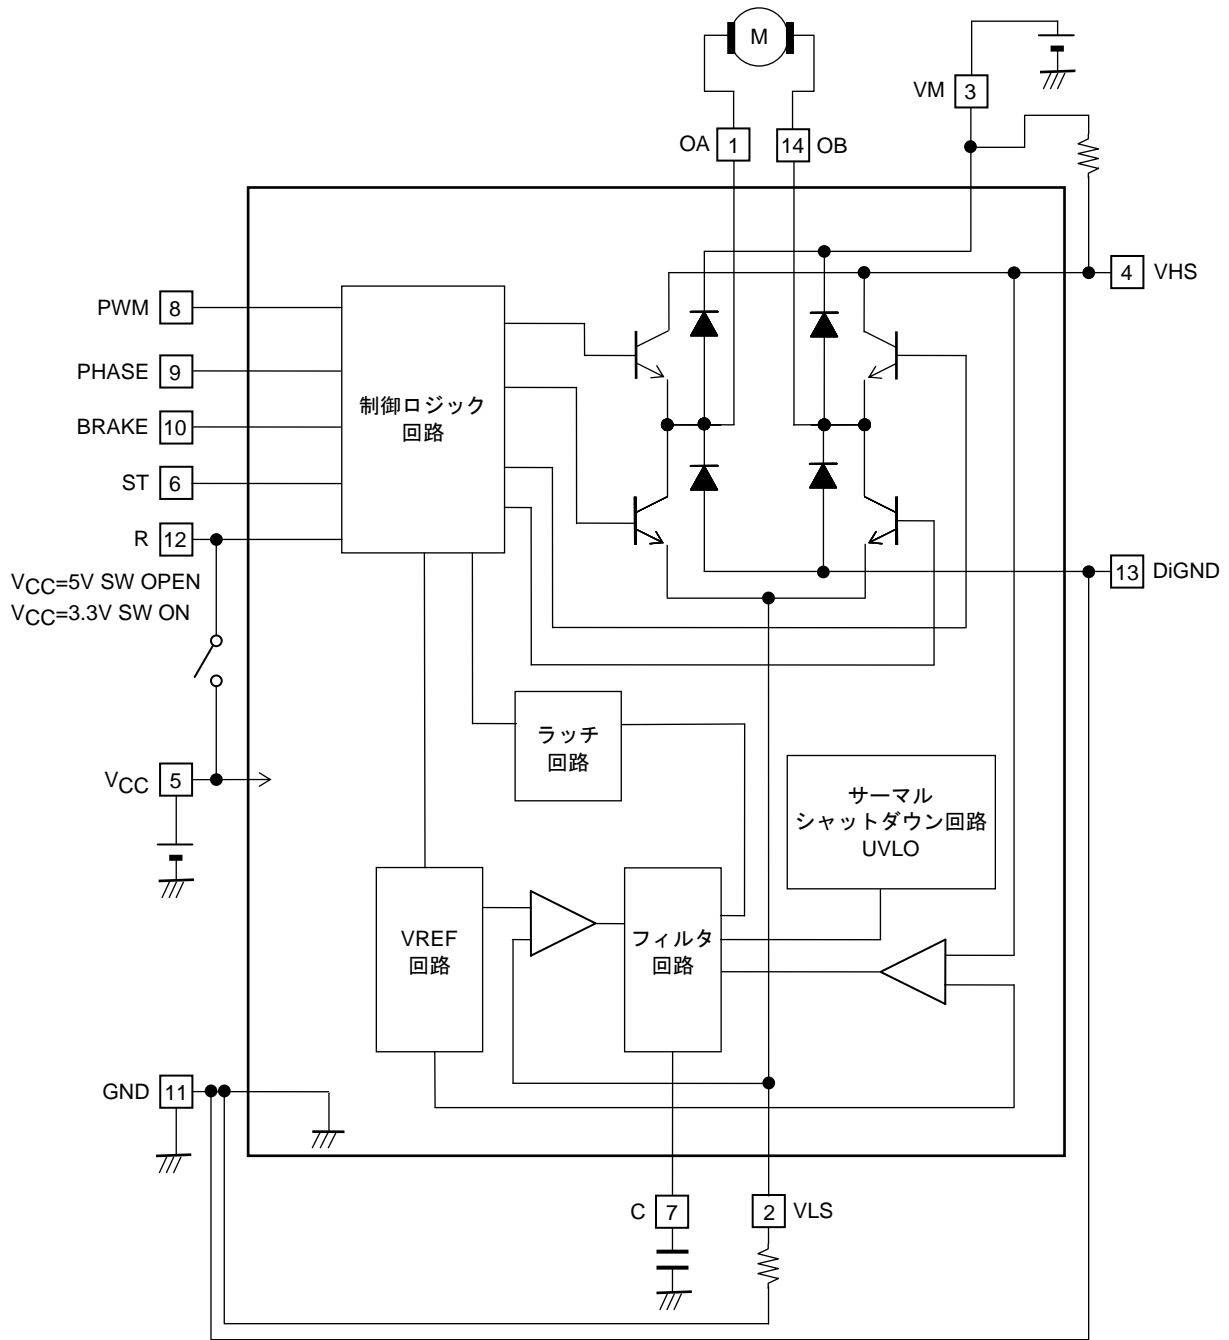 M
VM 3
OA 1
14 OB
4 VHS
PWM 8
PHASE 9
BRAKE 10
ST 6
R 12
制御ロジック
回路
VCC=5V SW OPEN
VCC=3.3V SW ON
13 DiGND
ラッチ
回路
VCC 5
サーマル
シャットダウン回路
UVLO
VREF
回路
フィルタ
回路
GND 11
C 7
2 VLS